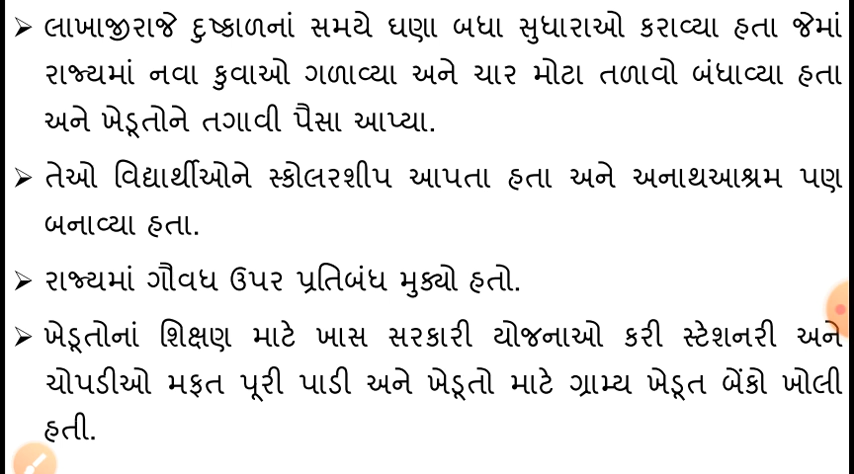 ➢ લાખાજીરાજે દુષ્કાળનાં સમયે ઘણા બધા સુધારાઓ કરાવ્યા હતા જેમાં
રાજ્યમાં નવા કુવાઓ ગળાવ્યા અને ચાર મોટા તળાવો બંધાવ્યા હતા
અને ખેડૂતોને તગાવી પૈસા આપ્યા.
➢ તેઓ વિદ્યાર્થીઓને સ્કોલરશીપ આપતા હતા અને અનાથઆશ્રમ પણ
બનાવ્યા હતા.
➢ રાજ્યમાં ગૌવધ ઉપર પ્રતિબંધ મુક્યો હતો.
➢ ખેડૂતોનાં શિક્ષણ માટે ખાસ સરકારી યોજનાઓ કરી સ્ટેશનરી અને
ચોપડીઓ મફત પૂરી પાડી અને ખેડૂતો માટે ગ્રામ્ય ખેડૂત બેંકો ખોલી
હતી.